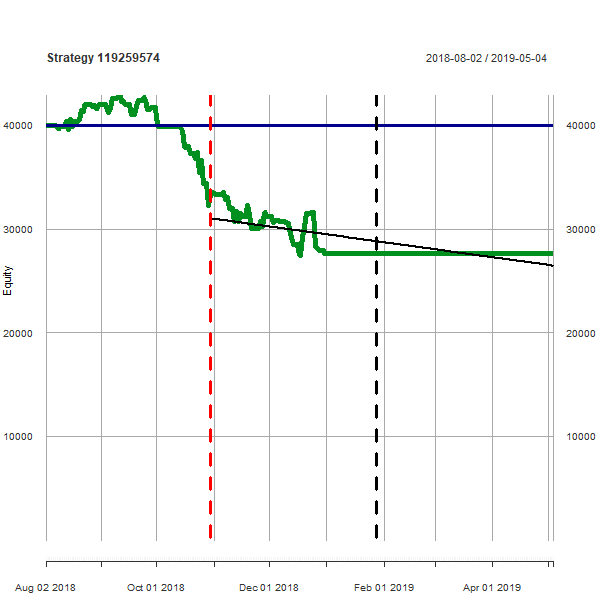 Strategy 119259574
2018-08-02 / 2019-05-04
40000
40000
30000
30000
Equity
20000
20000
10000
10000
Aug 02 2018
Oct 01 2018
Dec 01 2018
Feb 01 2019
Apr 01 2019